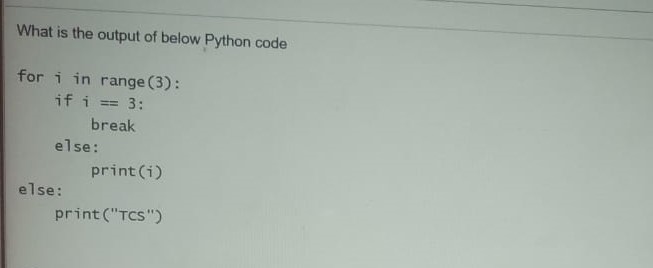 What is the output of below Python code
for i in range(3):
    if i == 3:
        break
    else:
        print(i)
else:
    print("TCS")